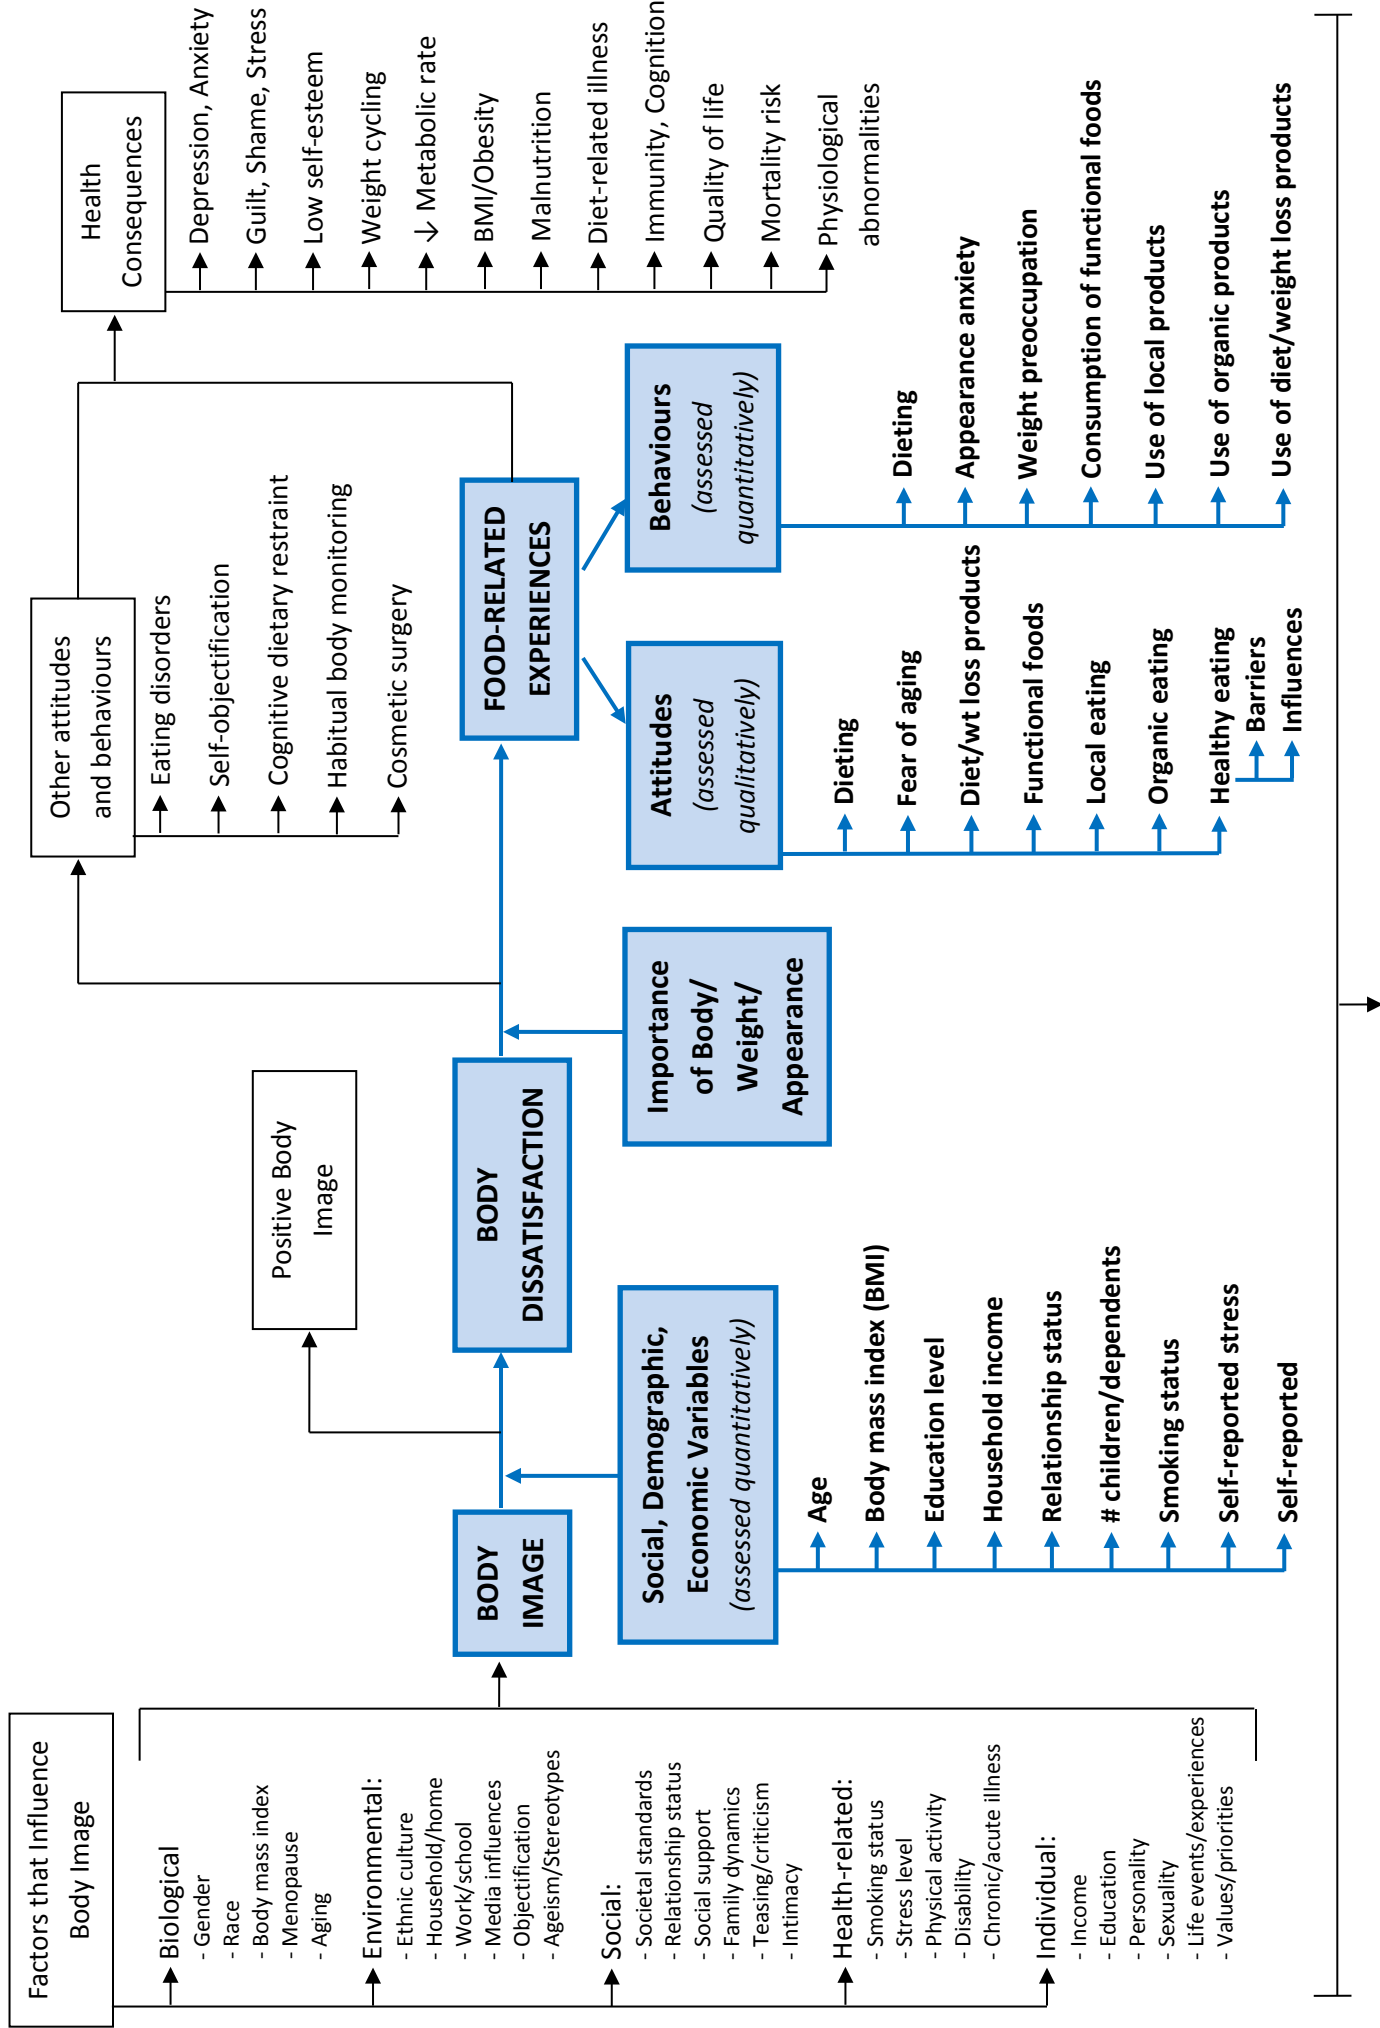 Factors that Influence
Body Image
Biological
- Gender
- Race
- Body mass index
- Menopause
- Aging
Environmental:
- Ethnic culture
- Household/home
- Work/school
- Media influences
- Objectification
- Ageism/Stereotypes
Social:
- Societal standards
- Relationship status
- Social support
- Family dynamics
- Teasing/criticism
- Intimacy
Health-related:
- Smoking status
- Stress level
- Physical activity
- Disability
- Chronic/acute illness
Individual:
- Income
- Education
- Personality
- Sexuality
- Life events/experiences
- Values/priorities
BODY
IMAGE
Social, Demographic,
Economic Variables
(assessed quantitatively)
Age
Body mass index (BMI)
Education level
Household income
Relationship status
# children/dependents
Smoking status
Self-reported stress
Self-reported
Positive Body
Image
BODY
DISSATISFACTION
Importance
of Body/
Weight/
Appearance
Other attitudes
and behaviours
Eating disorders
Self-objectification
Cognitive dietary restraint
Habitual body monitoring
Cosmetic surgery
FOOD-RELATED
EXPERIENCES
Attitudes
(assessed
qualitatively)
Dieting
Fear of aging
Diet/wt loss products
Functional foods
Local eating
Organic eating
Healthy eating
Barriers
Influences
Behaviours
(assessed
quantitatively)
Dieting
Appearance anxiety
Weight preoccupation
Consumption of functional foods
Use of local products
Use of organic products
Use of diet/weight loss products
Health
Consequences
Depression, Anxiety
Guilt, Shame, Stress
Low self-esteem
Weight cycling
↓ Metabolic rate
BMI/Obesity
Malnutrition
Diet-related illness
Immunity, Cognition
Quality of life
Mortality risk
Physiological
abnormalities